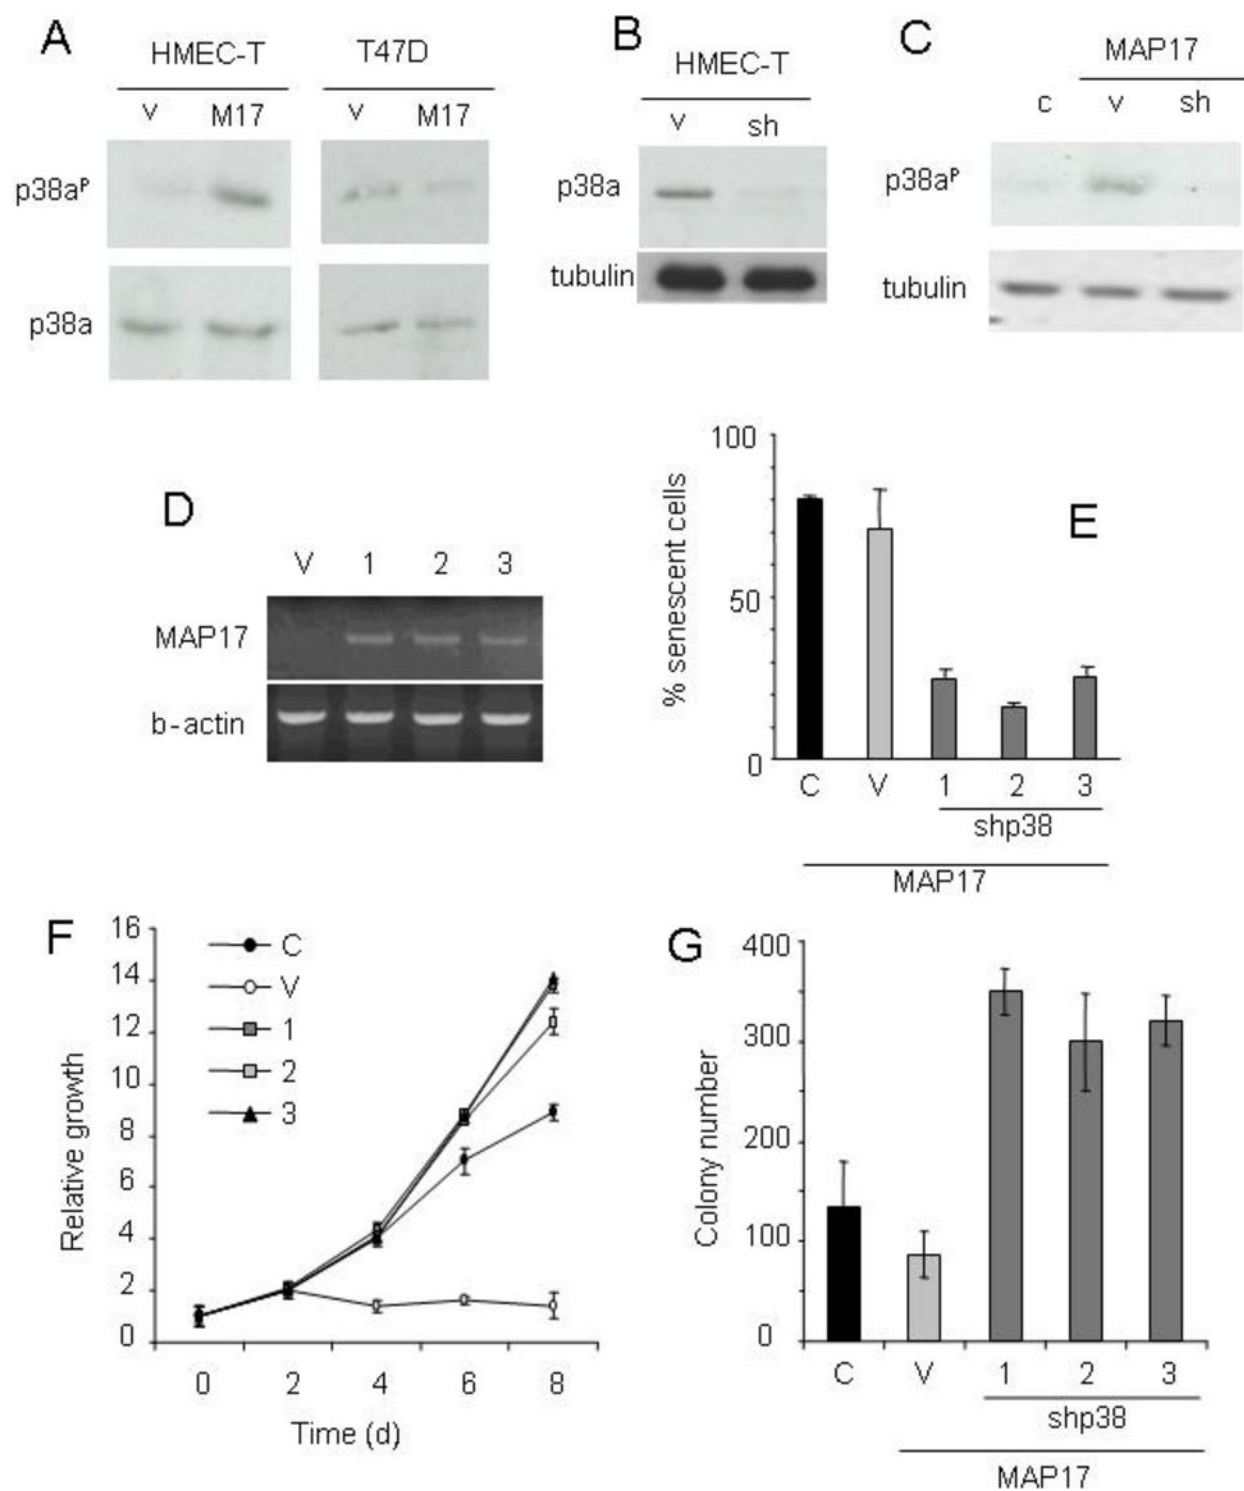 A
HMEC-T T47D
v M17 v M17
p38aᴾ
p38a
B
HMEC-T
v sh
p38a
tubulin
C
MAP17
c v sh
p38aᴾ
tubulin
D
V 1 2 3
MAP17
b-actin
E
% senescent cells
100
50
0
C V 1 2 3
shp38
MAP17
F
Relative growth
16
14
12
10
8
6
4
2
0
C
V
1
2
3
0 2 4 6 8
Time (d)
G
Colony number
400
300
200
100
0
C V 1 2 3
shp38
MAP17